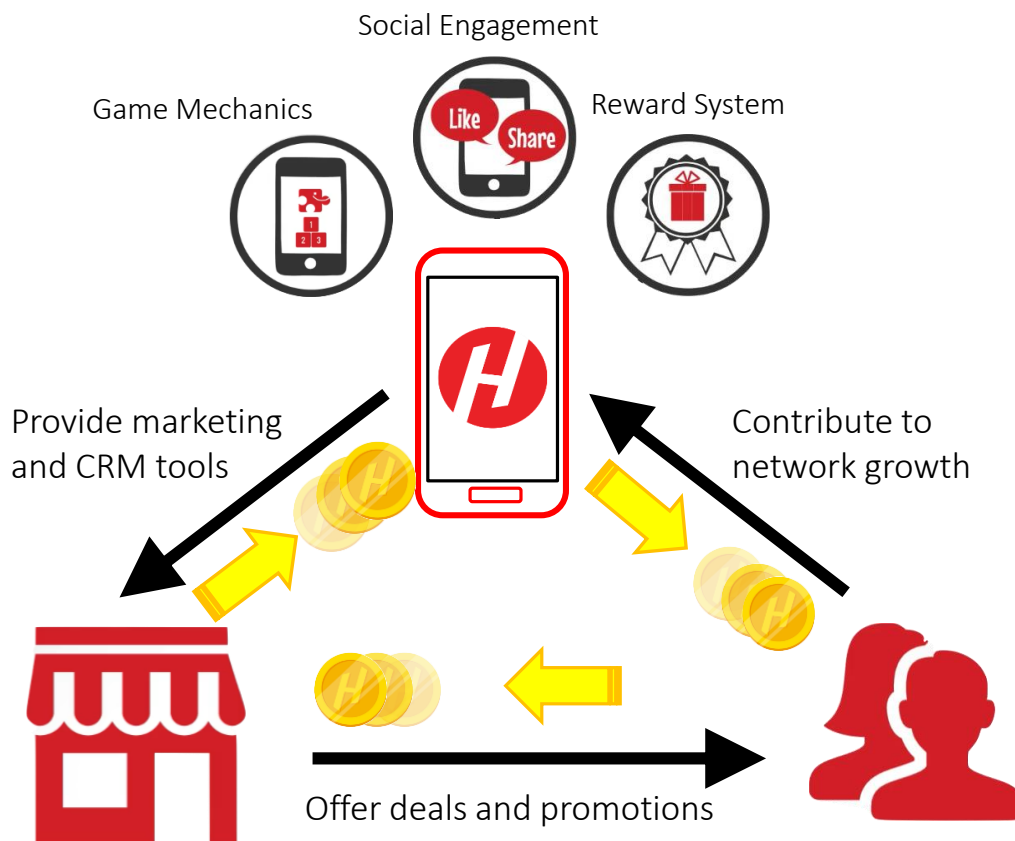 Social Engagement
Game Mechanics
Reward System
Like
Share
1
2 3
H
Provide marketing
and CRM tools
Contribute to
network growth
H
H
H
Offer deals and promotions